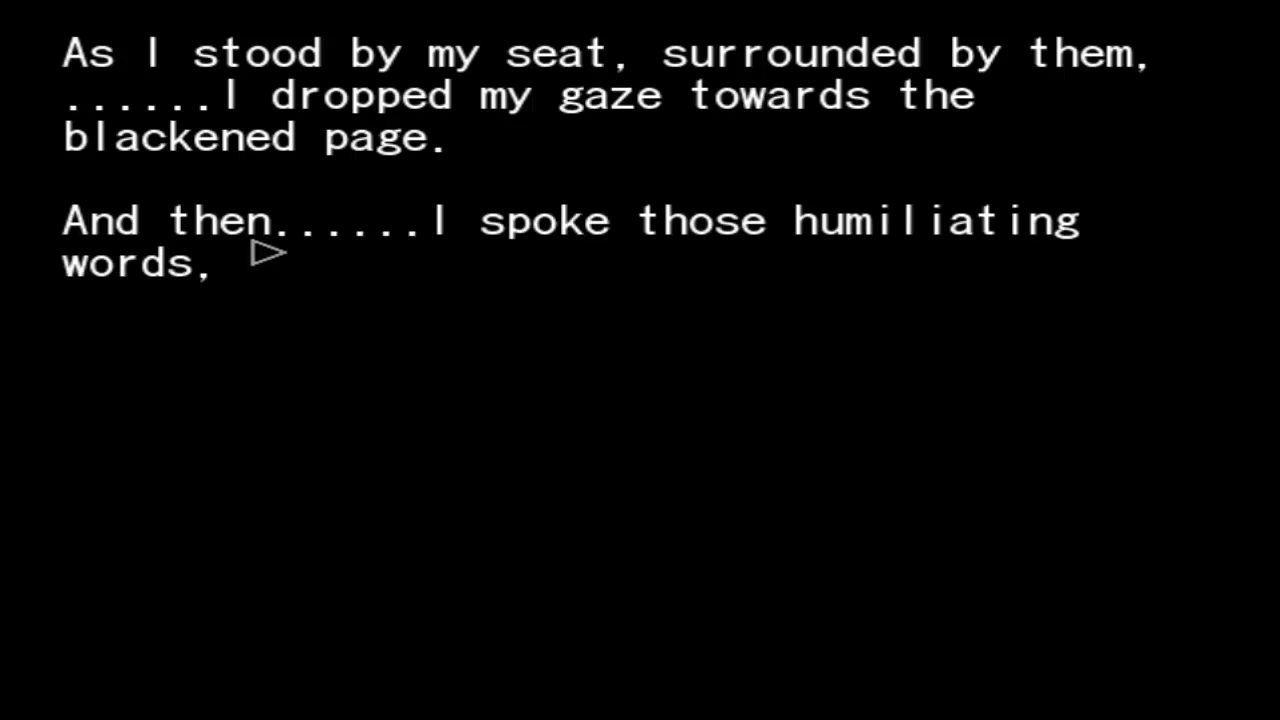 As I stood by my seat, surrounded by them,
......I dropped my gaze towards the
blackened page.
And then......I spoke those humiliating
words,